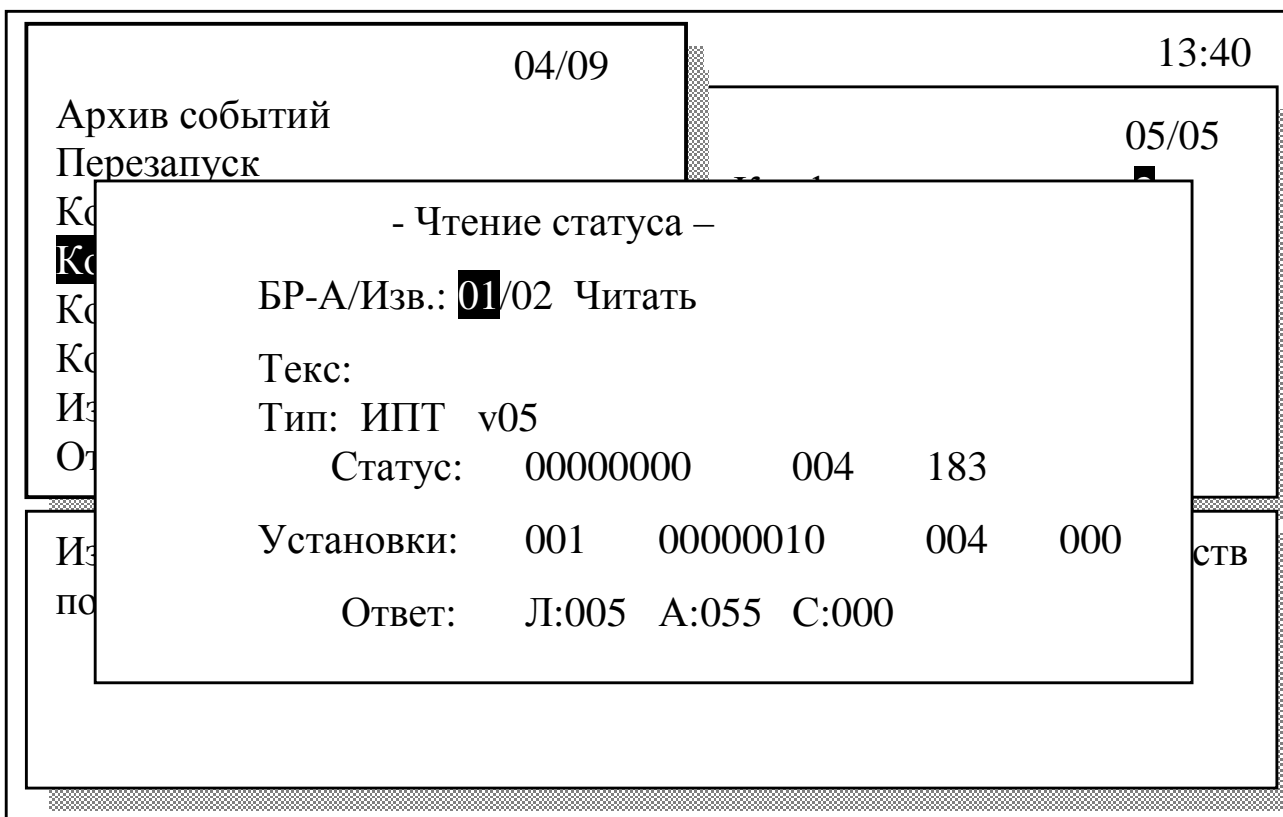 04/09
13:40
Архив событий
05/05
Перезапуск
- Чтение статуса –
БР-А/Изв.: 01/02 Читать
Текс:
Тип: ИПТ v05
Статус: 00000000 004 183
Установки: 001 00000010 004 000
Ответ: Л:005 А:055 С:000